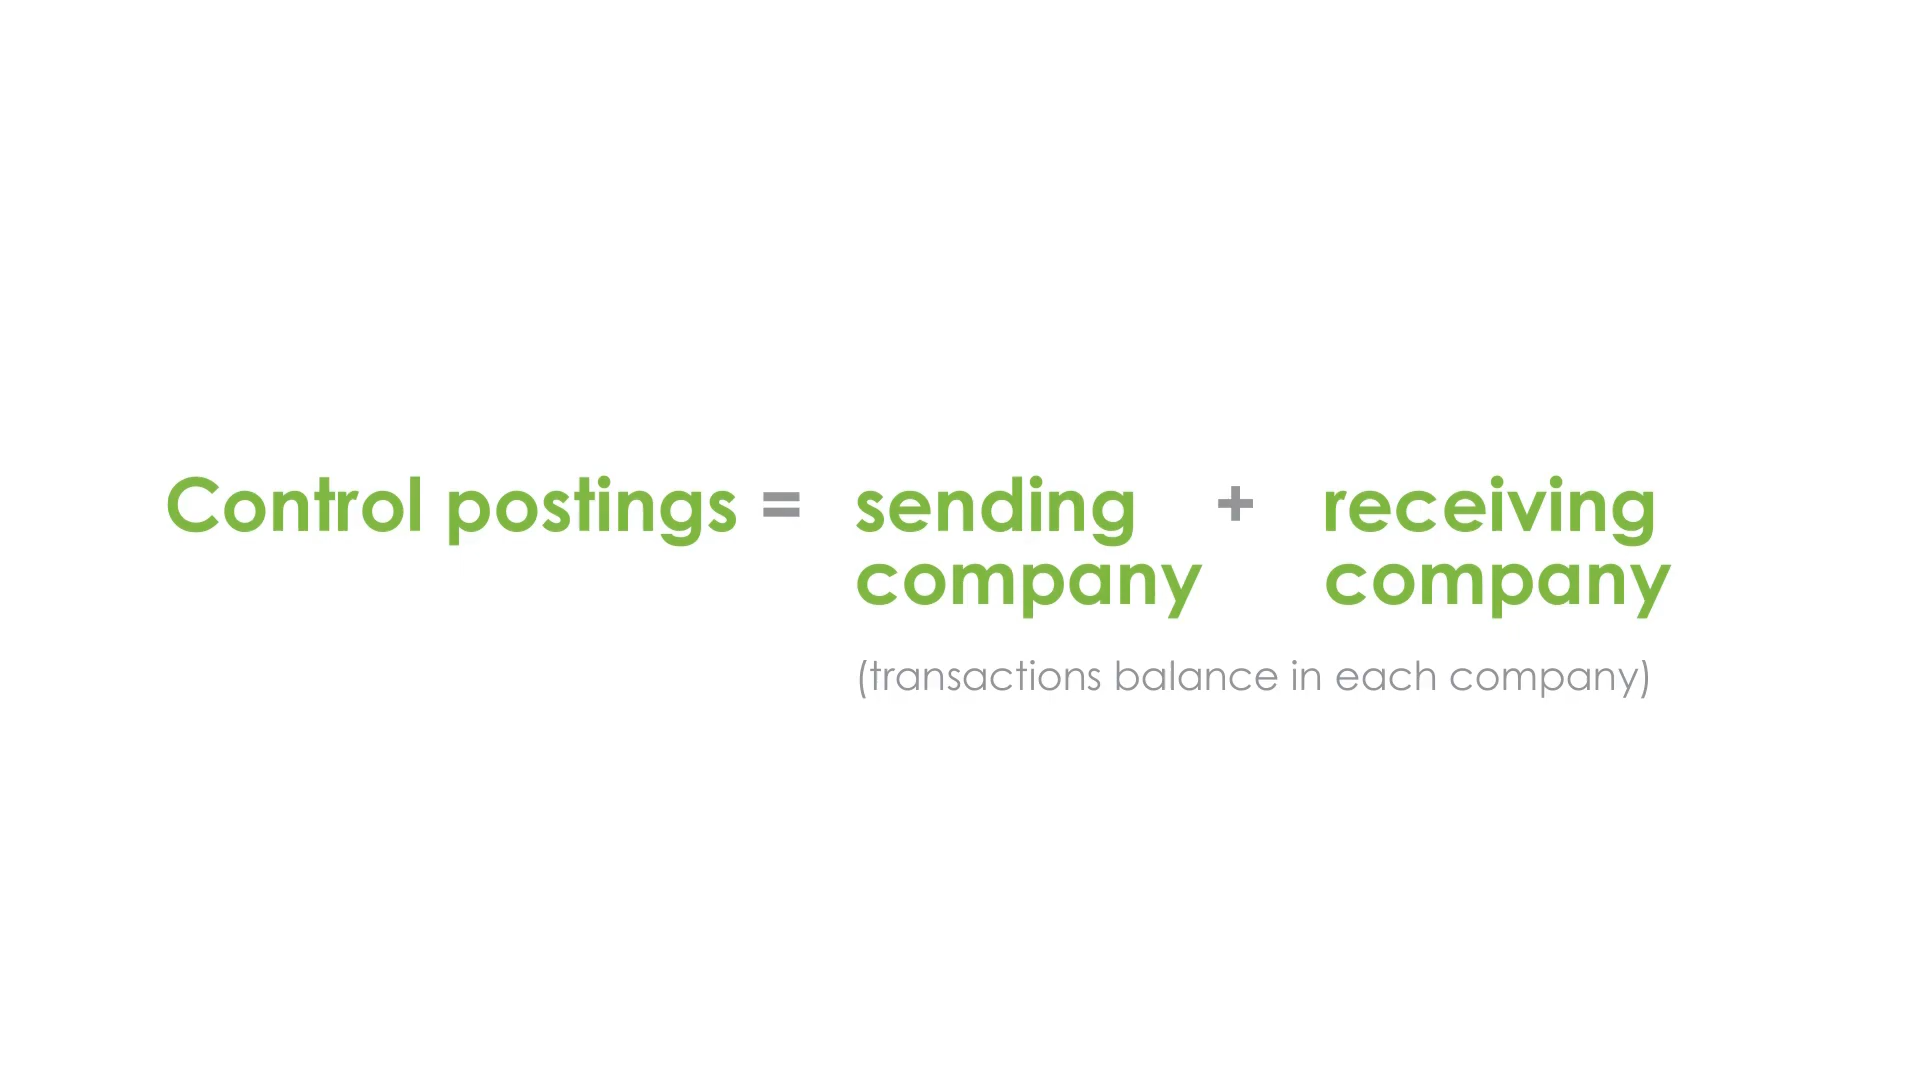 Control postings = sending + receiving
company company
(transactions balance in each company)